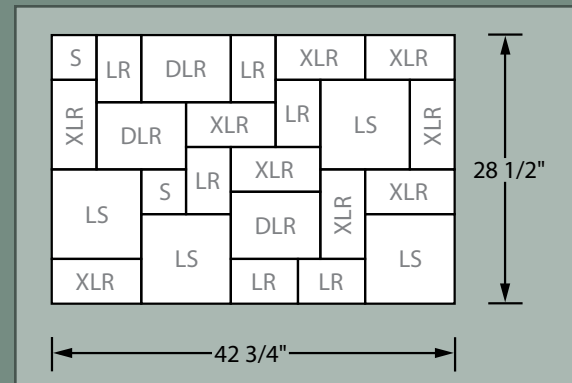 S LR DLR LR XLR XLR
XLR DLR XLR LR LS XLR
LS S LR XLR XLR XLR
DLR
LS LS
XLR LR LR
28 1/2"
42 3/4"